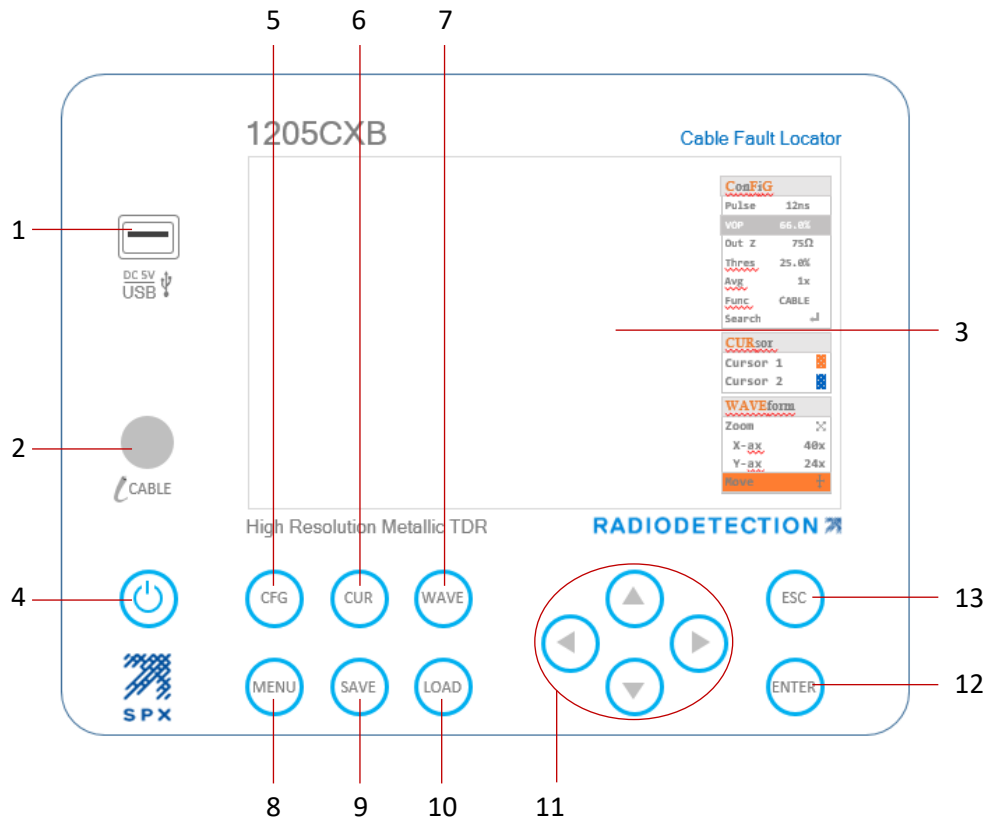 5 6 7
1205CXB
Cable Fault Locator
ConFiG
Pulse 12ns
VOP 66.0%
Out Z 75Ω
Thres 25.0%
Avg 1x
Func CABLE
Search ↲
CURsor
Cursor 1
Cursor 2
WAVEform
Zoom
X-ax 40x
Y-ax 24x
Move
1
DC 5V
USB
3
2
iCABLE
High Resolution Metallic TDR
RADIODETECTION
4
CFG CUR WAVE
ESC
13
SPX
MENU SAVE LOAD
ENTER
12
8 9 10 11